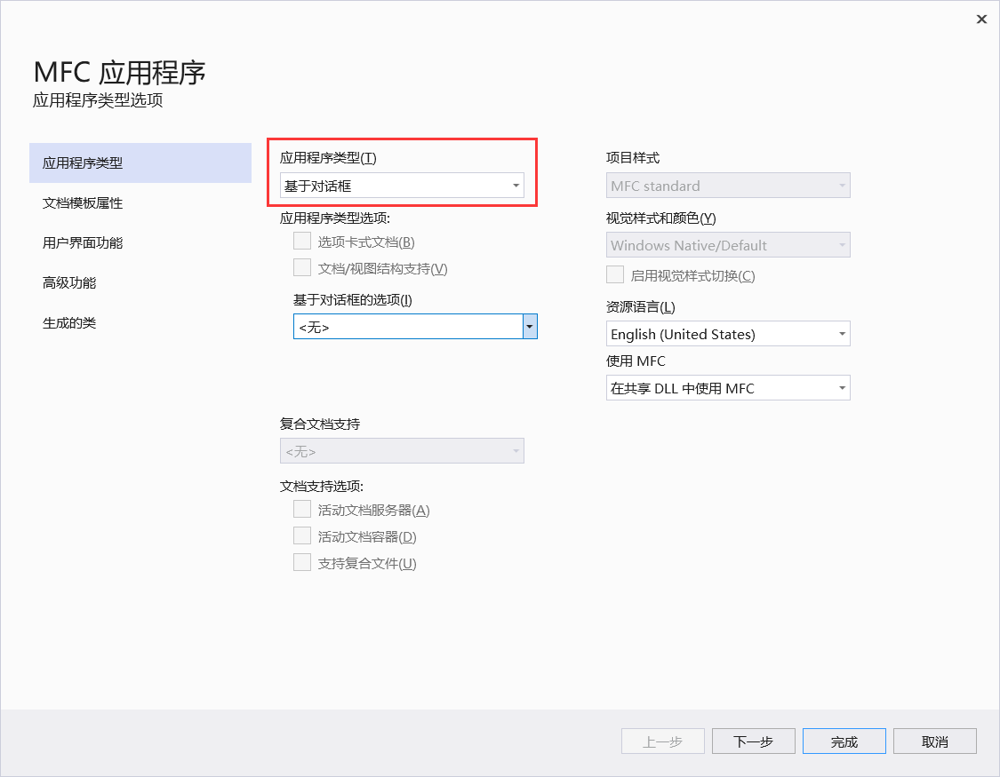 MFC 应用程序
应用程序类型选项
应用程序类型
文档模板属性
用户界面功能
高级功能
生成的类
应用程序类型(T)
基于对话框
应用程序类型选项:
选项卡式文档(B)
文档/视图结构支持(V)
基于对话框的选项(I)
<无>
复合文档支持
<无>
文档支持选项:
活动文档服务器(A)
活动文档容器(D)
支持复合文件(U)
项目样式
MFC standard
视觉样式和颜色(Y)
Windows Native/Default
启用视觉样式切换(C)
资源语言(L)
English (United States)
使用 MFC
在共享 DLL 中使用 MFC
上一步
下一步
完成
取消